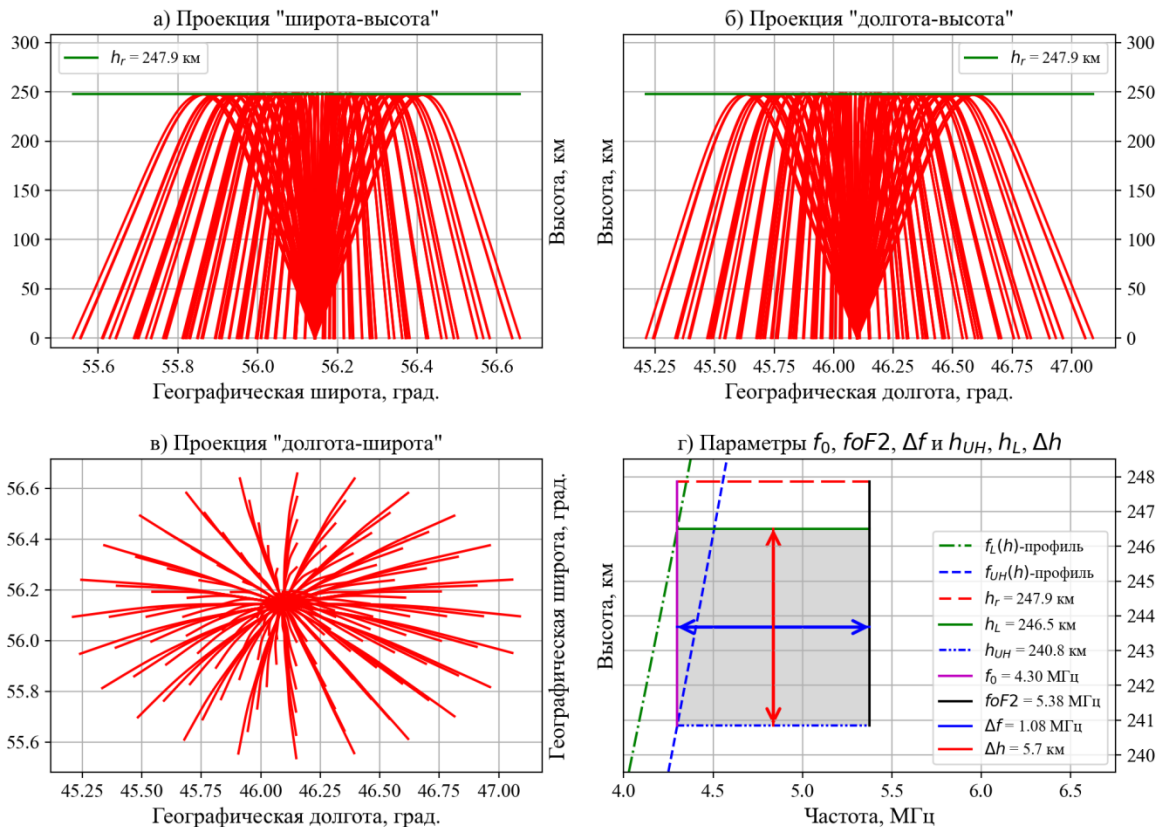 а) Проекция "широта-высота"
300
250
200
150
100
50
0
h_r = 247.9 км
55.6
55.8
56.0
56.2
56.4
56.6
Географическая широта, град.
Высота, км
б) Проекция "долгота-высота"
h_r = 247.9 км
300
250
200
150
100
50
0
Высота, км
45.25
45.50
45.75
46.00
46.25
46.50
46.75
47.00
Географическая долгота, град.
в) Проекция "долгота-широта"
56.6
56.4
56.2
56.0
55.8
55.6
45.25
45.50
45.75
46.00
46.25
46.50
46.75
47.00
Географическая долгота, град.
Географическая широта, град.
г) Параметры f_0, foF2, Δf и h_UH, h_L, Δh
Высота, км
f_L(h)-профиль
f_UH(h)-профиль
h_r = 247.9 км
h_L = 246.5 км
h_UH = 240.8 км
f_0 = 4.30 МГц
foF2 = 5.38 МГц
Δf = 1.08 МГц
Δh = 5.7 км
248
247
246
245
244
243
242
241
240
4.0
4.5
5.0
5.5
6.0
6.5
Частота, МГц